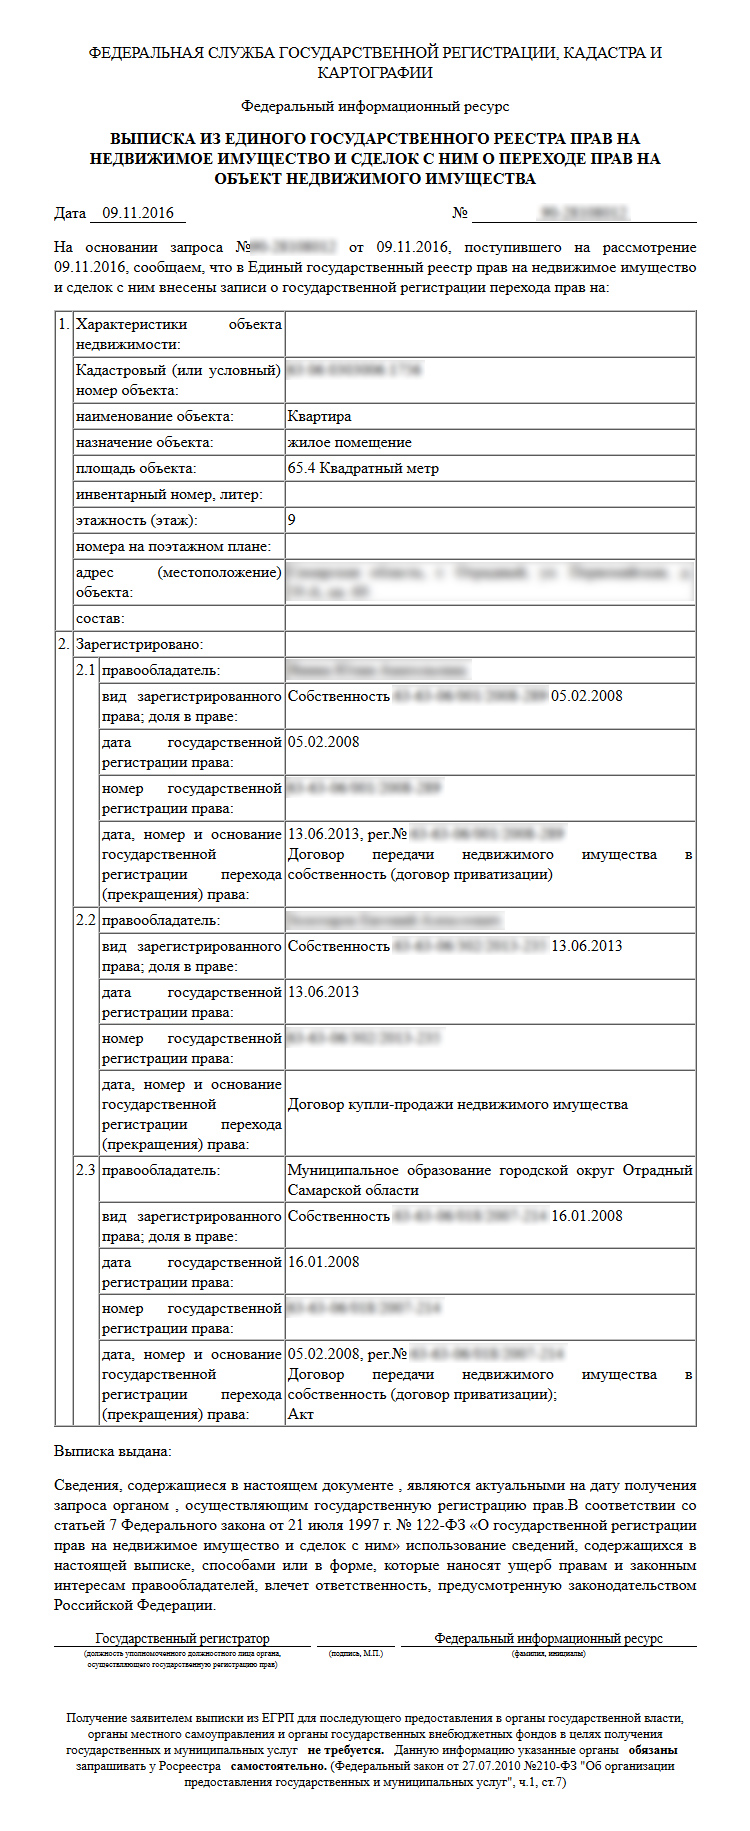 ФЕДЕРАЛЬНАЯ СЛУЖБА ГОСУДАРСТВЕННОЙ РЕГИСТРАЦИИ, КАДАСТРА И
КАРТОГРАФИИ
Федеральный информационный ресурс
ВЫПИСКА ИЗ ЕДИНОГО ГОСУДАРСТВЕННОГО РЕЕСТРА ПРАВ НА
НЕДВИЖИМОЕ ИМУЩЕСТВО И СДЕЛОК С НИМ О ПЕРЕХОДЕ ПРАВ НА
ОБЪЕКТ НЕДВИЖИМОГО ИМУЩЕСТВА
Дата 09.11.2016 №
На основании запроса № от 09.11.2016, поступившего на рассмотрение
09.11.2016, сообщаем, что в Единый государственный реестр прав на недвижимое имущество
и сделок с ним внесены записи о государственной регистрации перехода прав на:
1. Характеристики объекта
недвижимости:
Кадастровый (или условный)
номер объекта:
наименование объекта: Квартира
назначение объекта: жилое помещение
площадь объекта: 65.4 Квадратный метр
инвентарный номер, литер:
этажность (этаж): 9
номера на поэтажном плане:
адрес (местоположение)
объекта:
состав:
2. Зарегистрировано:
2.1 правообладатель:
вид зарегистрированного
права; доля в праве:
Собственность 05.02.2008
дата государственной
регистрации права:
05.02.2008
номер государственной
регистрации права:
дата, номер и основание
государственной
регистрации перехода
(прекращения) права:
13.06.2013, рег.№
Договор передачи недвижимого имущества в
собственность (договор приватизации)
2.2 правообладатель:
вид зарегистрированного
права; доля в праве:
Собственность 13.06.2013
дата государственной
регистрации права:
13.06.2013
номер государственной
регистрации права:
дата, номер и основание
государственной
регистрации перехода
(прекращения) права:
Договор купли-продажи недвижимого имущества
2.3 правообладатель:
Муниципальное образование городской округ Отрадный
Самарской области
вид зарегистрированного
права; доля в праве:
Собственность 16.01.2008
дата государственной
регистрации права:
16.01.2008
номер государственной
регистрации права:
дата, номер и основание
государственной
регистрации перехода
(прекращения) права:
05.02.2008, рег.№
Договор передачи недвижимого имущества в
собственность (договор приватизации);
Акт
Выписка выдана:
Сведения, содержащиеся в настоящем документе , являются актуальными на дату получения
запроса органом , осуществляющим государственную регистрацию прав.В соответствии со
статьей 7 Федерального закона от 21 июля 1997 г. № 122-ФЗ «О государственной регистрации
прав на недвижимое имущество и сделок с ним» использование сведений, содержащихся в
настоящей выписке, способами или в форме, которые наносят ущерб правам и законным
интересам правообладателей, влечет ответственность, предусмотренную законодательством
Российской Федерации.
Государственный регистратор Федеральный информационный ресурс
(должность уполномоченного должностного лица органа, (подпись, М.П.) (фамилия, инициалы)
осуществляющего государственную регистрацию прав)
Получение заявителем выписки из ЕГРП для последующего предоставления в органы государственной власти,
органы местного самоуправления и органы государственных внебюджетных фондов в целях получения
государственных и муниципальных услуг не требуется. Данную информацию указанные органы обязаны
запрашивать у Росреестра самостоятельно. (Федеральный закон от 27.07.2010 №210-ФЗ "Об организации
предоставления государственных и муниципальных услуг", ч.1, ст.7)